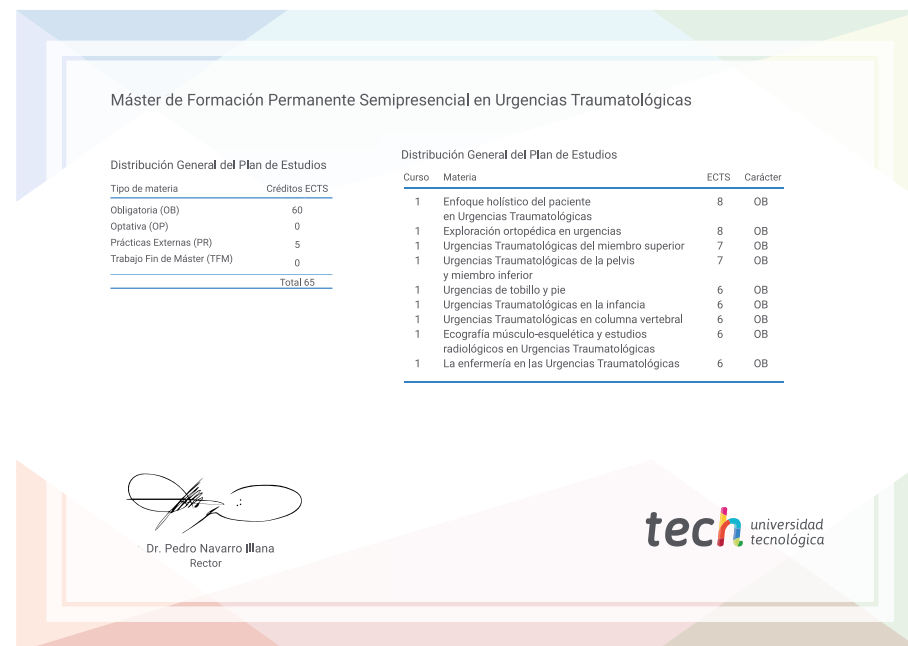 Máster de Formación Permanente Semipresencial en Urgencias Traumatológicas
Distribución General del Plan de Estudios
Tipo de materia Créditos ECTS
Obligatoria (OB) 60
Optativa (OP) 0
Prácticas Externas (PR) 5
Trabajo Fin de Máster (TFM) 0
Total 65
Distribución General del Plan de Estudios
Curso Materia ECTS Carácter
1 Enfoque holístico del paciente 8 OB
en Urgencias Traumatológicas
1 Exploración ortopédica en urgencias 8 OB
1 Urgencias Traumatológicas del miembro superior 7 OB
1 Urgencias Traumatológicas de la pelvis 7 OB
y miembro inferior
1 Urgencias de tobillo y pie 6 OB
1 Urgencias Traumatológicas en la infancia 6 OB
1 Urgencias Traumatológicas en columna vertebral 6 OB
1 Ecografía músculo-esquelética y estudios 6 OB
radiológicos en Urgencias Traumatológicas
1 La enfermería en las Urgencias Traumatológicas 6 OB
Dr. Pedro Navarro Illana
Rector
tech universidad
tecnológica